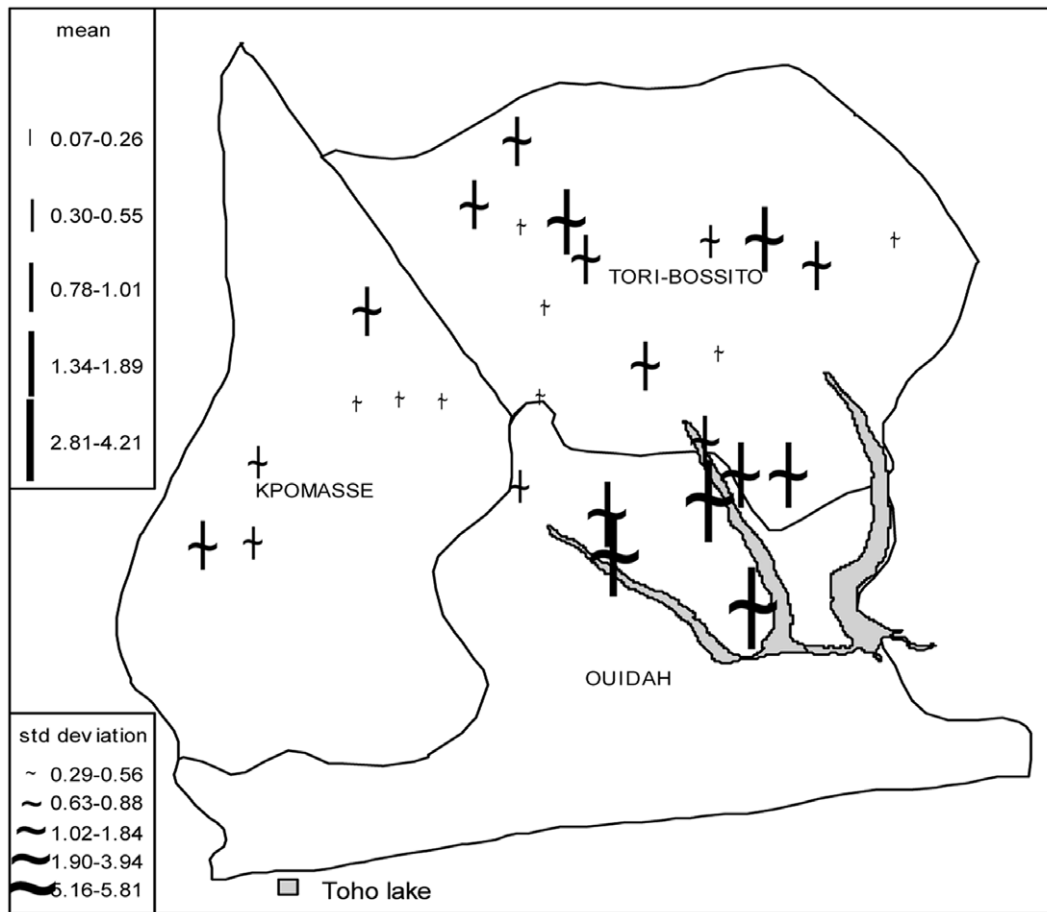 mean
0.07-0.26
0.30-0.55
0.78-1.01
1.34-1.89
2.81-4.21
TORI-BOSSITO
KPOMASSE
OUIDAH
std deviation
0.29-0.56
0.63-0.88
1.02-1.84
1.90-3.94
5.16-5.81
Toho lake